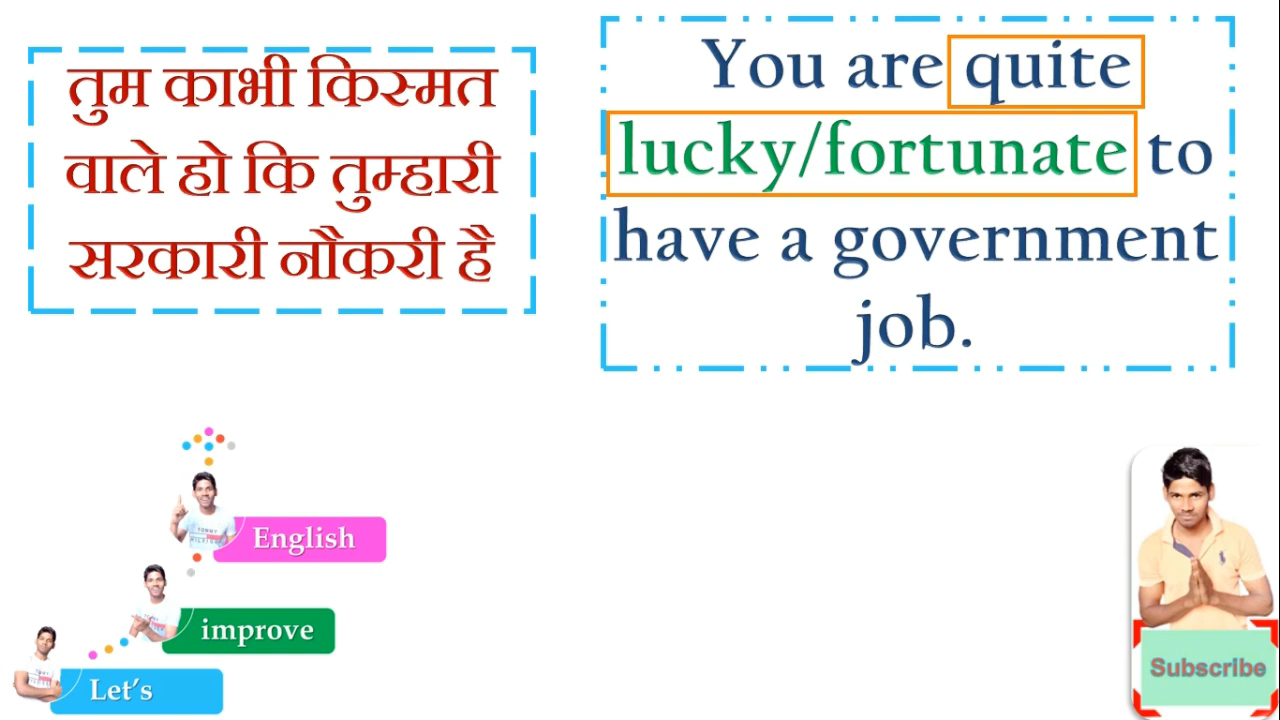 तुम काभी किस्मत
वाले हो कि तुम्हारी
सरकारी नौकरी है
You are quite
lucky/fortunate to
have a government
job.
English
improve
Let's
Subscribe